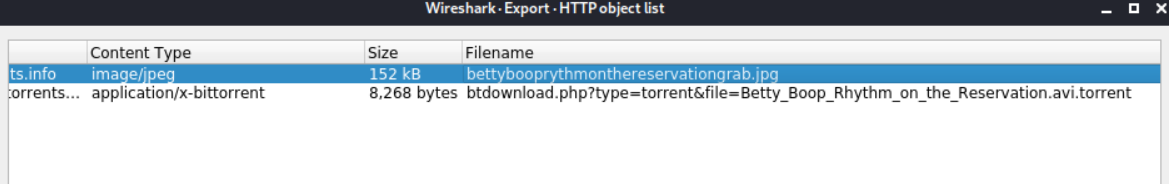 Wireshark · Export · HTTP object list
Content Type Size Filename
ts.info image/jpeg 152 kB bettybooprythmonthereservationgrab.jpg
orrents... application/x-bittorrent 8,268 bytes btdownload.php?type=torrent&file=Betty_Boop_Rhythm_on_the_Reservation.avi.torrent